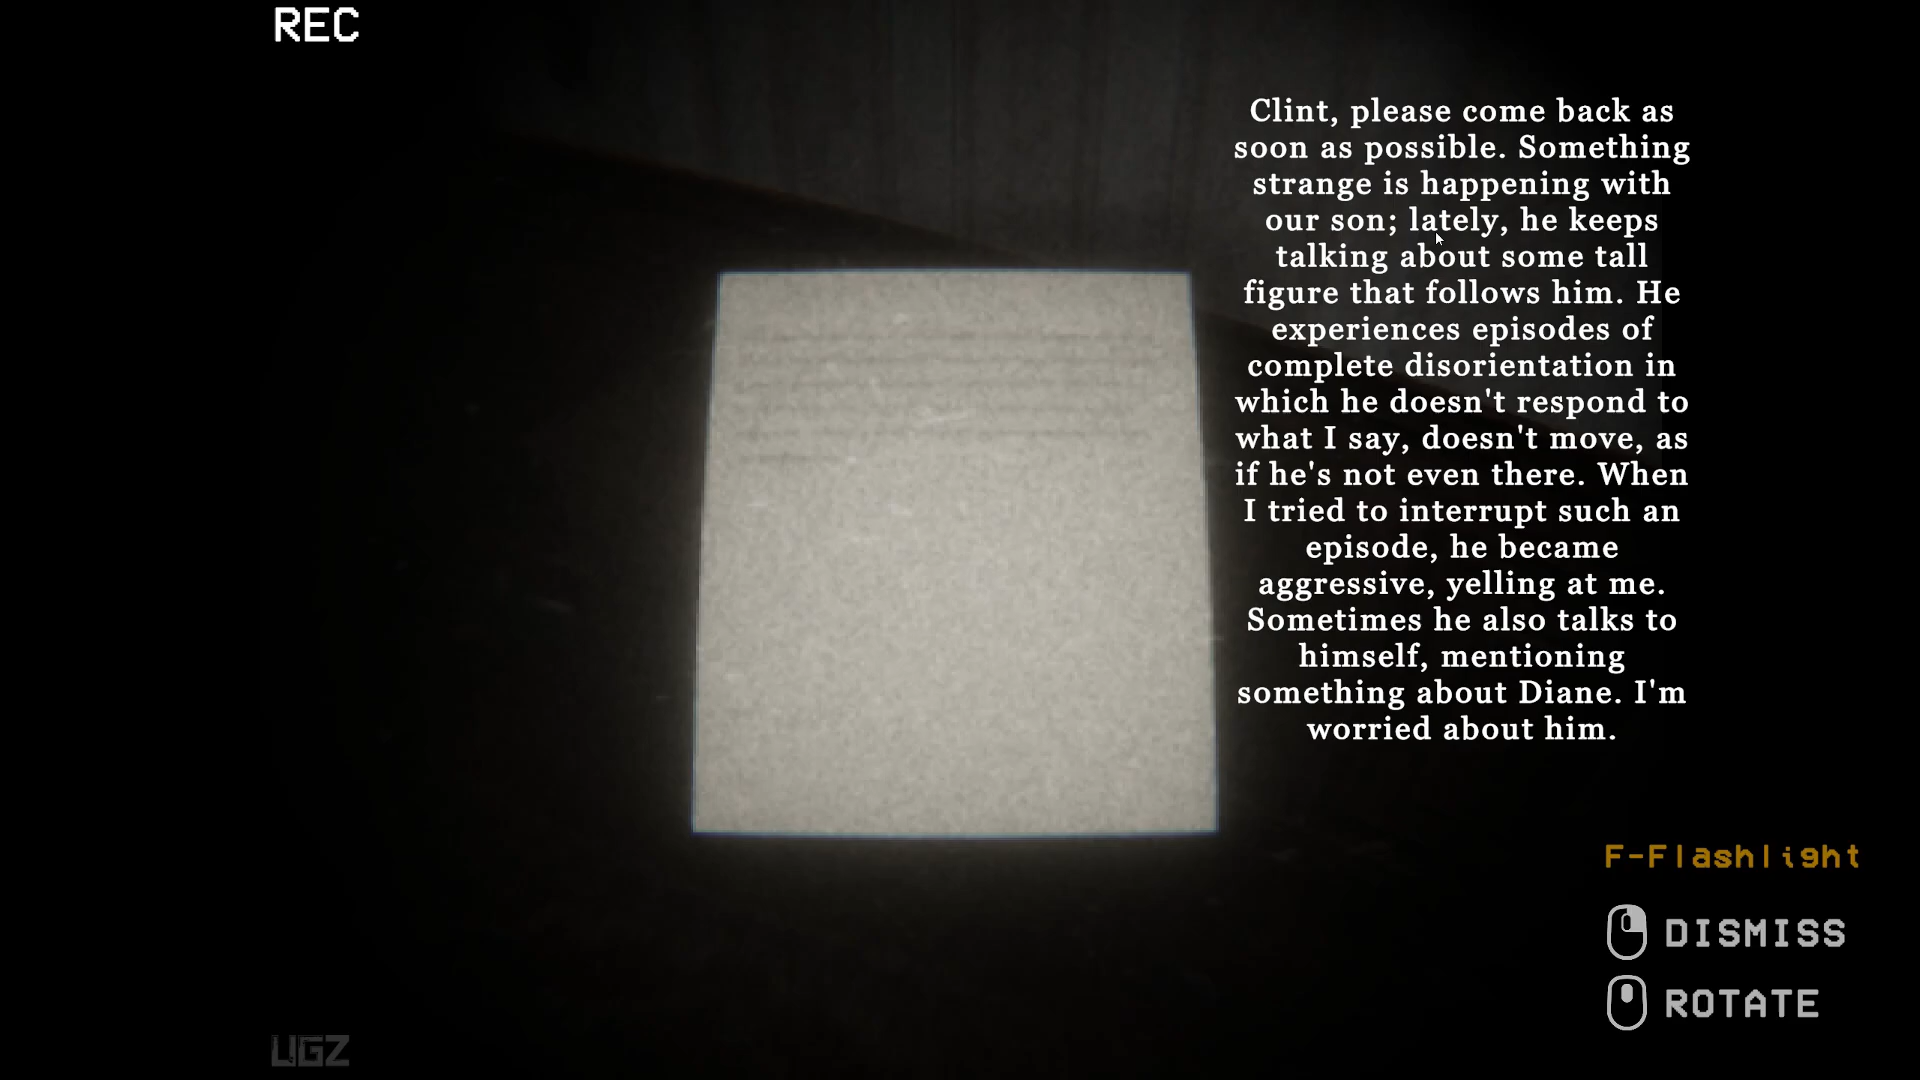 REC
Clint, please come back as
soon as possible. Something
strange is happening with
our son; lately, he keeps
talking about some tall
figure that follows him. He
experiences episodes of
complete disorientation in
which he doesn't respond to
what I say, doesn't move, as
if he's not even there. When
I tried to interrupt such an
episode, he became
aggressive, yelling at me.
Sometimes he also talks to
himself, mentioning
something about Diane. I'm
worried about him.
F-Flashlight
DISMISS
ROTATE
UGZ